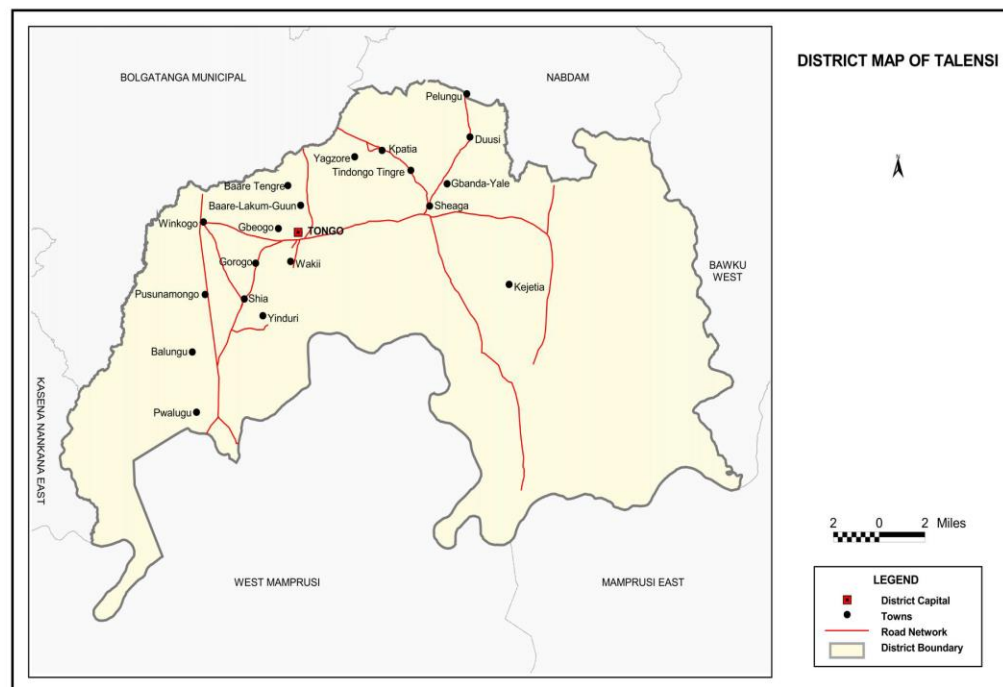 DISTRICT MAP OF TALENSI
BOLGATANGA MUNICIPAL
NABDAM
Pelungu
Duusi
Kpatia
Yagzore
Tindongo Tingre
Gbanda-Yale
Baare Tengre
Baare-Lakum-Guun
Sheaga
Winkogo
Gbeogo
TONGO
Gorogo
Wakii
BAWKU
WEST
Kejetia
Pusunamongo
Shia
Yinduri
Balungu
KASENA NANKANA EAST
Pwalugu
WEST MAMPRUSI
MAMPRUSI EAST
N
2 0 2 Miles
LEGEND
District Capital
Towns
Road Network
District Boundary